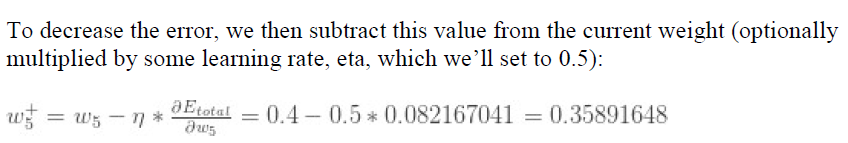 To decrease the error, we then subtract this value from the current weight (optionally
multiplied by some learning rate, eta, which we’ll set to 0.5):
w₅⁺ = w₅ − η * ∂E_total/∂w₅ = 0.4 − 0.5 * 0.082167041 = 0.35891648